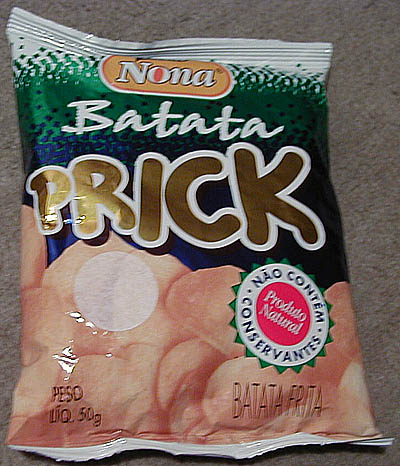 Nona
Batata
PRICK
NÃO CONTÉM
Produto
Natural
CONSERVANTES
PESO
LÍQ. 50g
BATATA FRITA